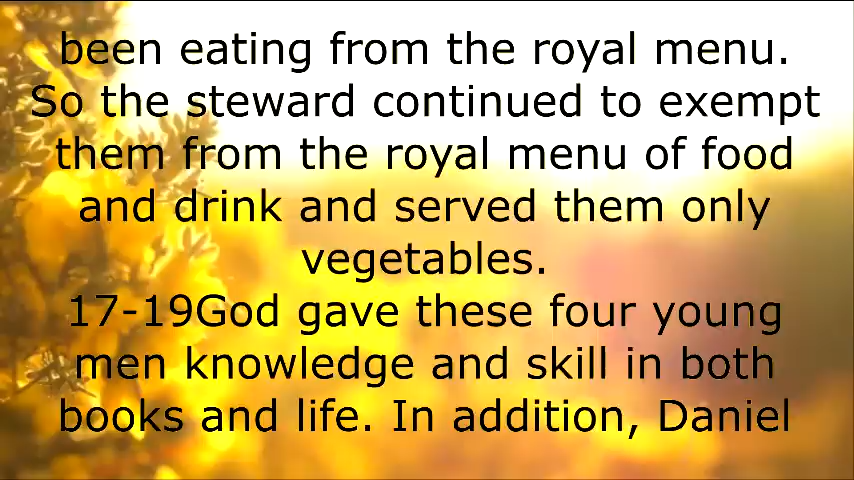 been eating from the royal menu.
So the steward continued to exempt
them from the royal menu of food
and drink and served them only
vegetables.
17-19God gave these four young
men knowledge and skill in both
books and life. In addition, Daniel